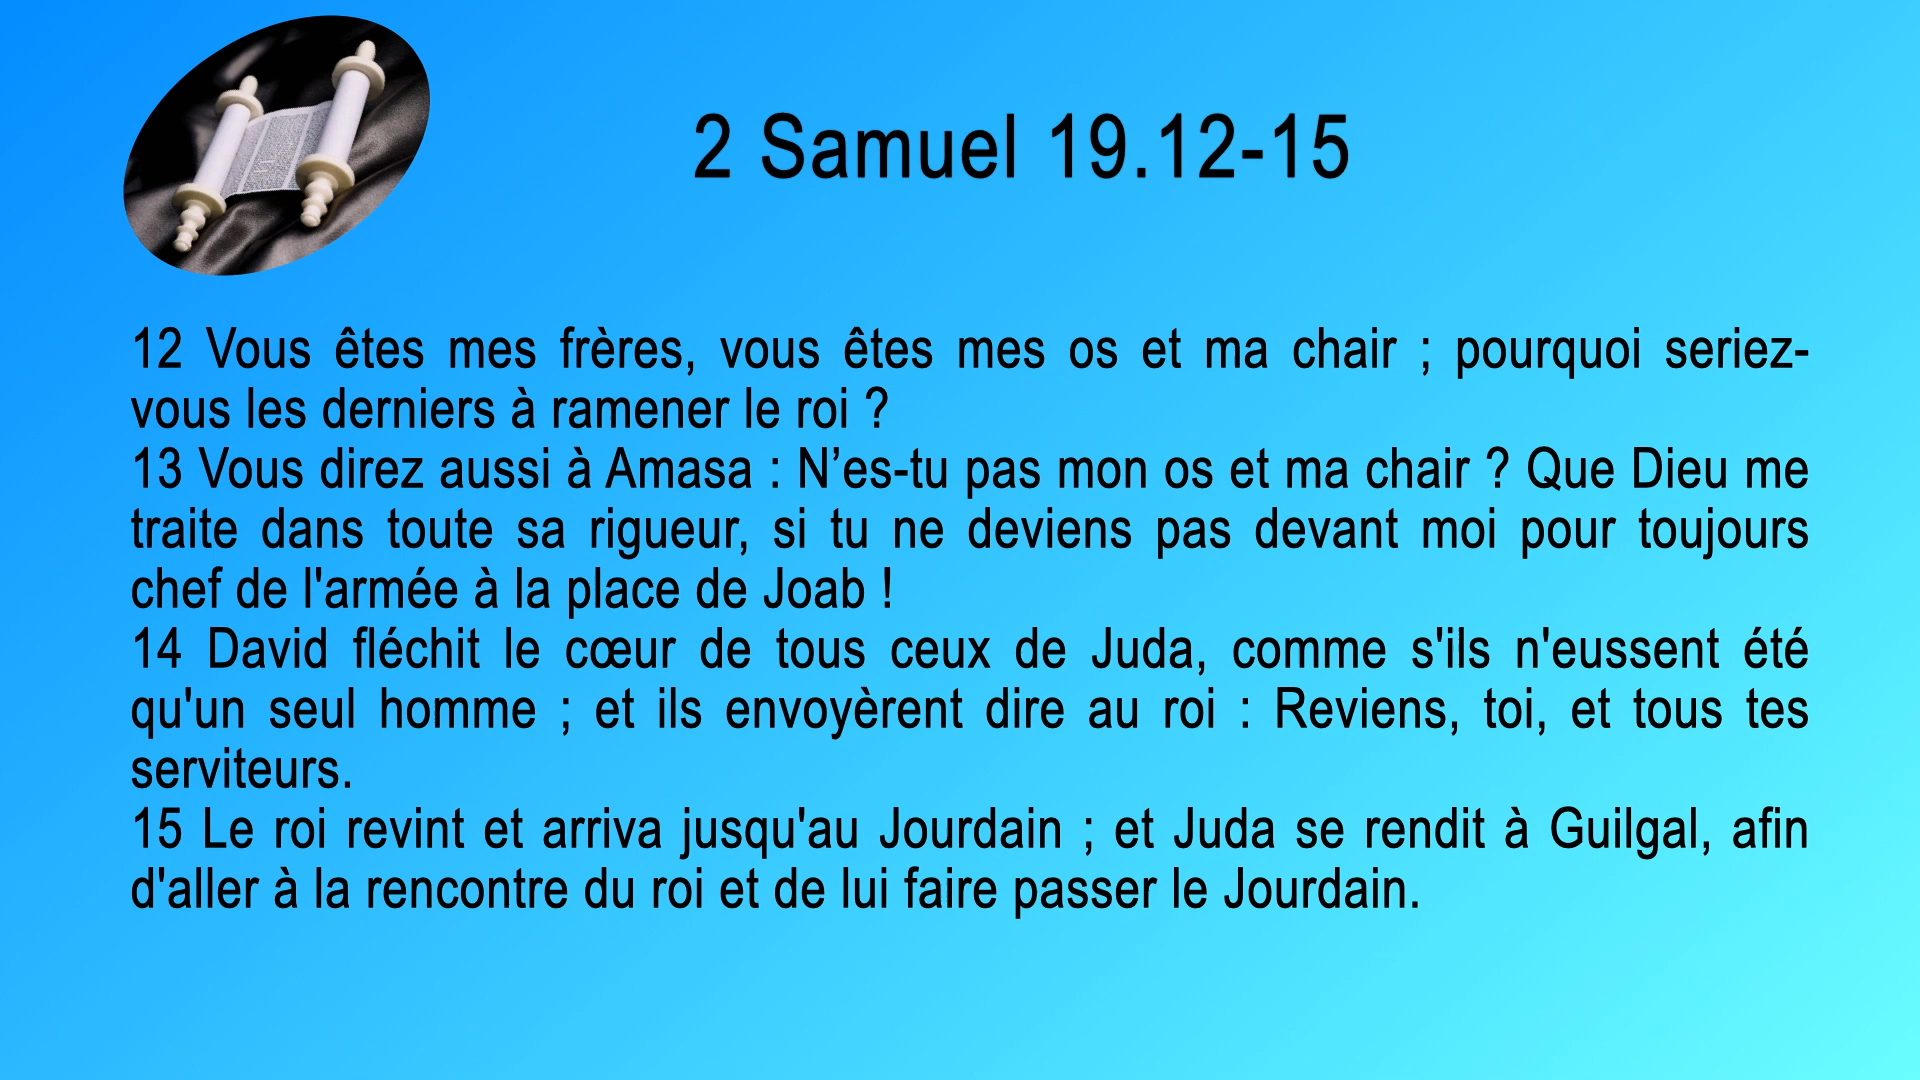 2 Samuel 19.12-15
12 Vous êtes mes frères, vous êtes mes os et ma chair ; pourquoi seriez-
vous les derniers à ramener le roi ?
13 Vous direz aussi à Amasa : N’es-tu pas mon os et ma chair ? Que Dieu me
traite dans toute sa rigueur, si tu ne deviens pas devant moi pour toujours
chef de l'armée à la place de Joab !
14 David fléchit le cœur de tous ceux de Juda, comme s'ils n'eussent été
qu'un seul homme ; et ils envoyèrent dire au roi : Reviens, toi, et tous tes
serviteurs.
15 Le roi revint et arriva jusqu'au Jourdain ; et Juda se rendit à Guilgal, afin
d'aller à la rencontre du roi et de lui faire passer le Jourdain.